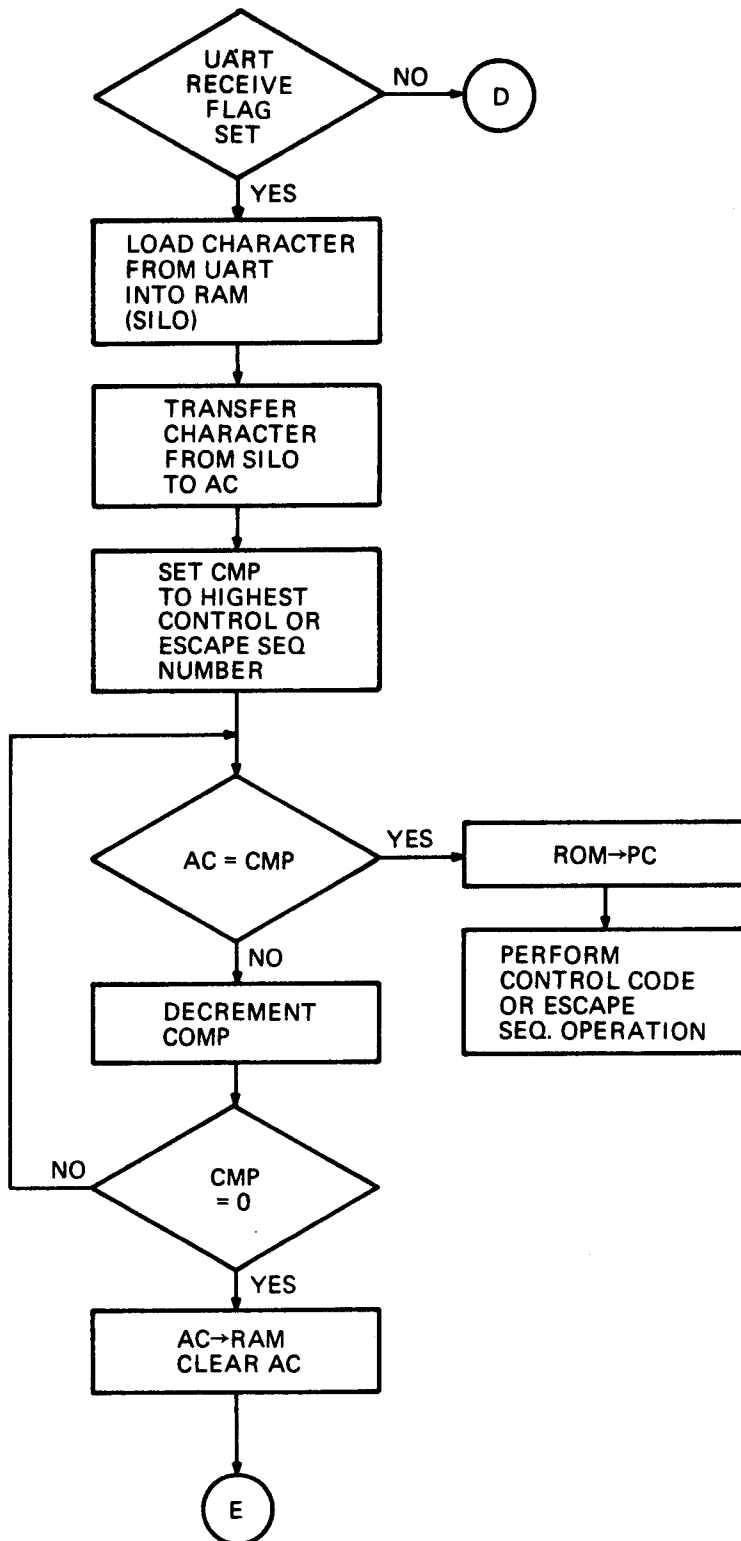 UART
RECEIVE
FLAG
SET
NO
D
YES
LOAD CHARACTER
FROM UART
INTO RAM
(SILO)
TRANSFER
CHARACTER
FROM SILO
TO AC
SET CMP
TO HIGHEST
CONTROL OR
ESCAPE SEQ
NUMBER
AC = CMP
YES
ROM→PC
PERFORM
CONTROL CODE
OR ESCAPE
SEQ. OPERATION
NO
DECREMENT
COMP
NO
CMP
= 0
YES
AC→RAM
CLEAR AC
E